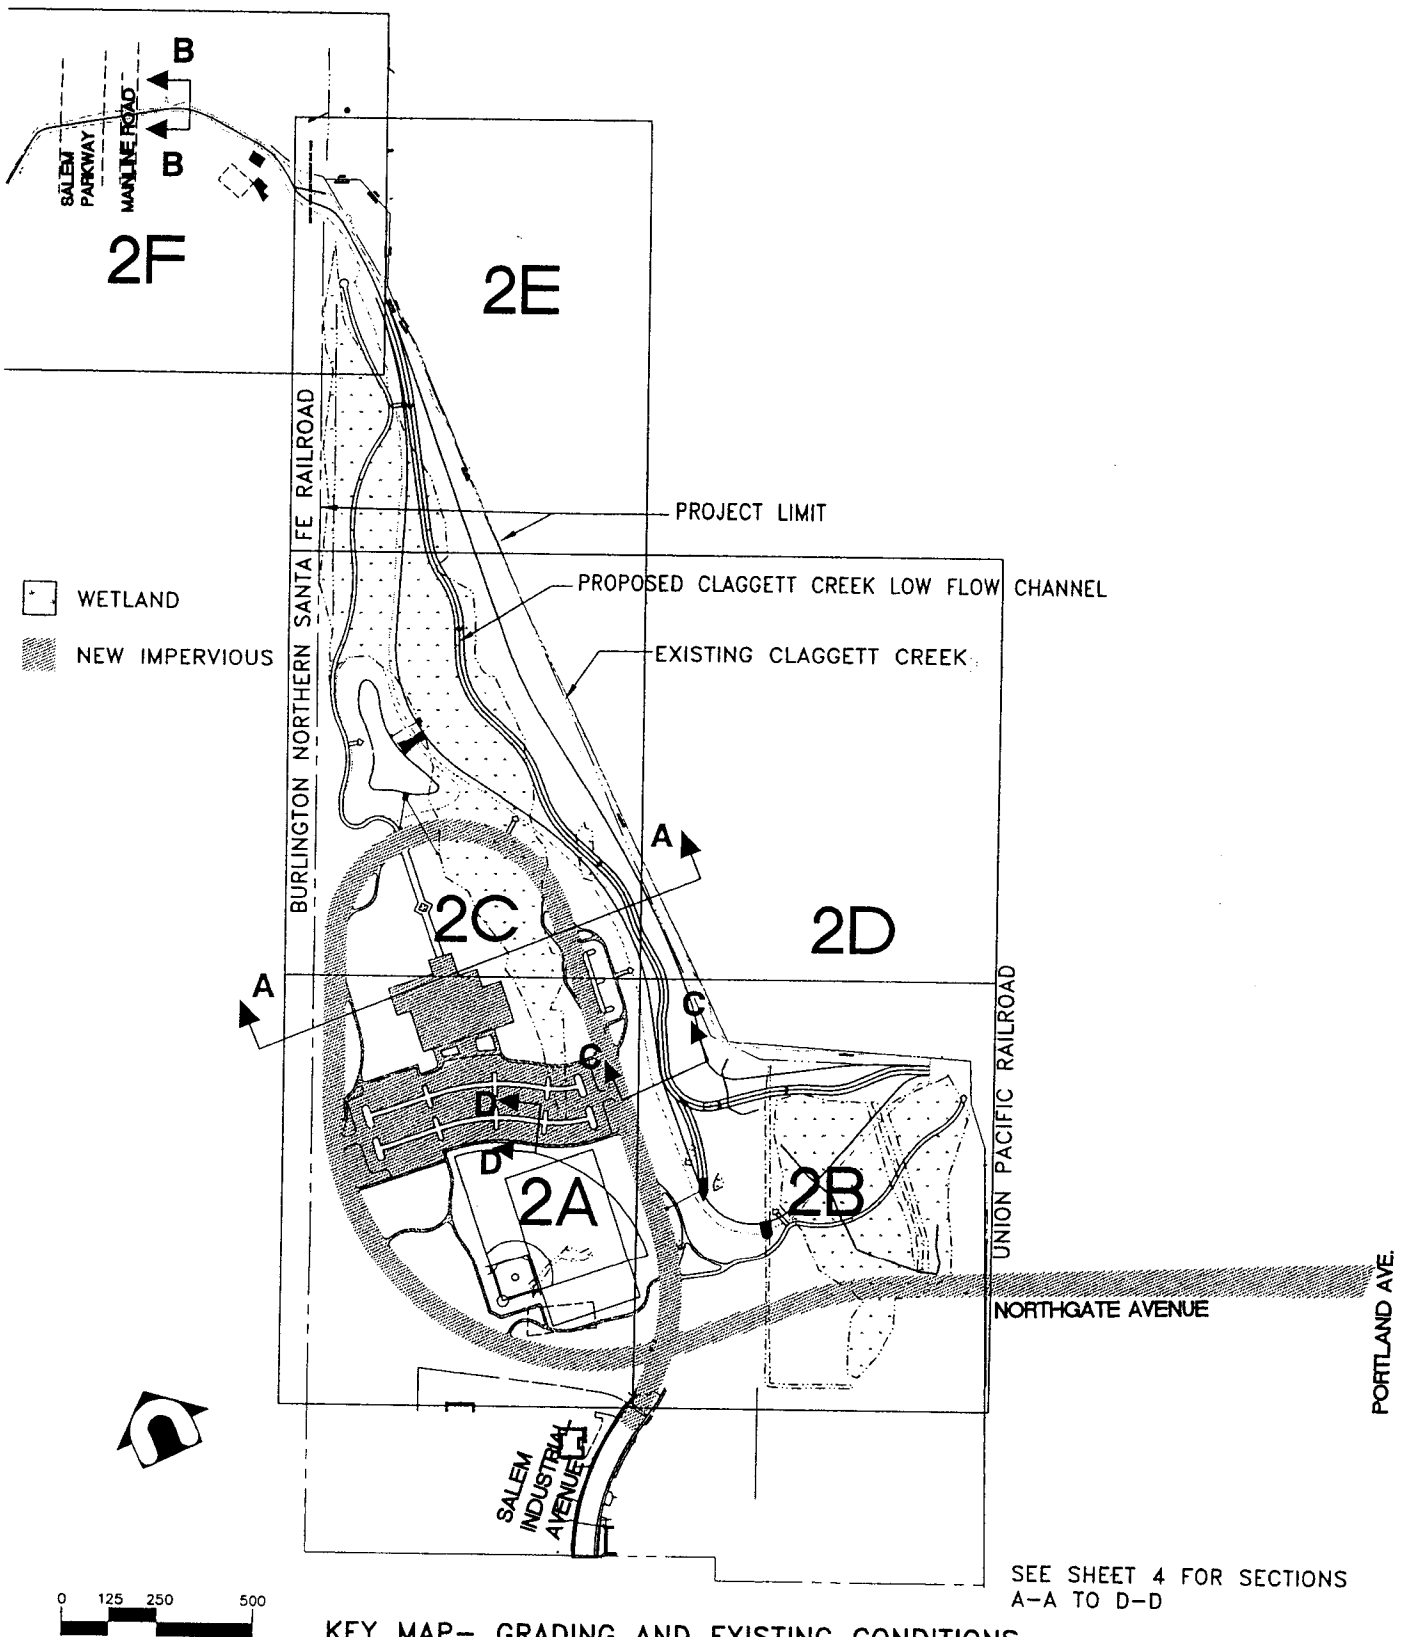 B
SALEM
PARKWAY
MAINLINE ROAD
B
2F
2E
BURLINGTON NORTHERN SANTA FE RAILROAD
PROJECT LIMIT
PROPOSED CLAGGETT CREEK LOW FLOW CHANNEL
WETLAND
NEW IMPERVIOUS
EXISTING CLAGGETT CREEK
A
2C
2D
A
C
C
UNION PACIFIC RAILROAD
D
D
2A
2B
NORTHGATE AVENUE
PORTLAND AVE.
SALEM
INDUSTRIAL
AVENUE
SEE SHEET 4 FOR SECTIONS
A-A TO D-D
0 125 250 500
KEY MAP- GRADING AND EXISTING CONDITIONS